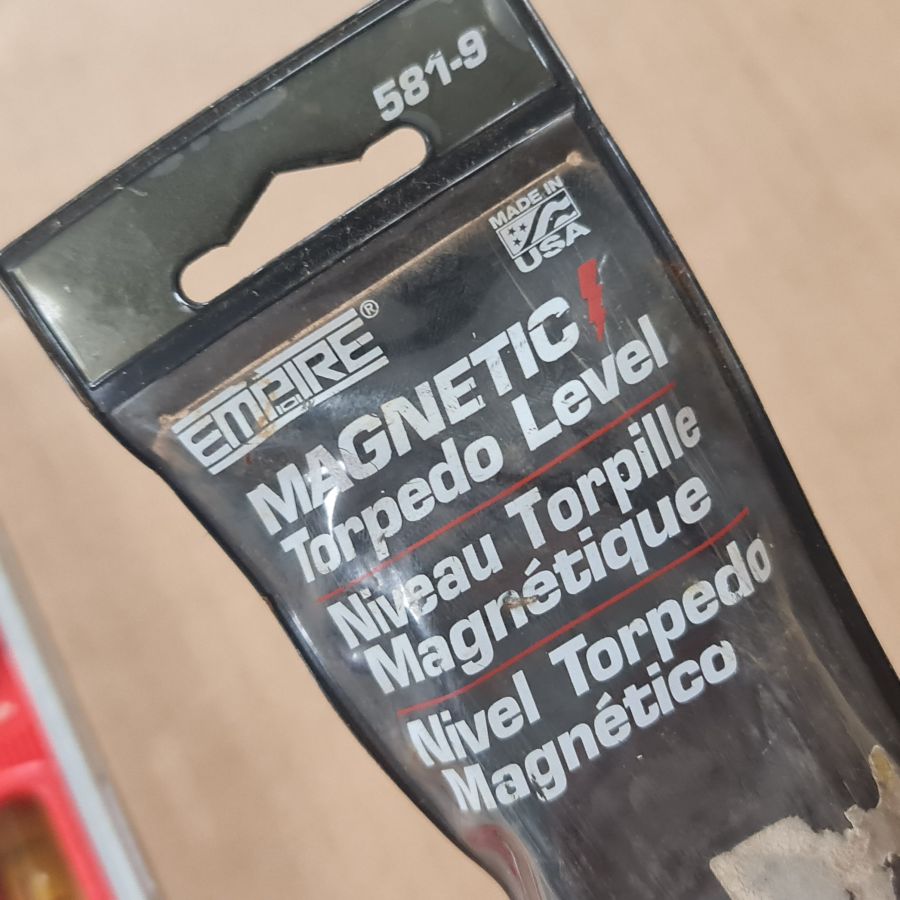 581-9
MADE IN
USA
EMPIRE®
MAGNETIC
Torpedo Level
Niveau Torpille
Magnétique
Nivel Torpedo
Magnético